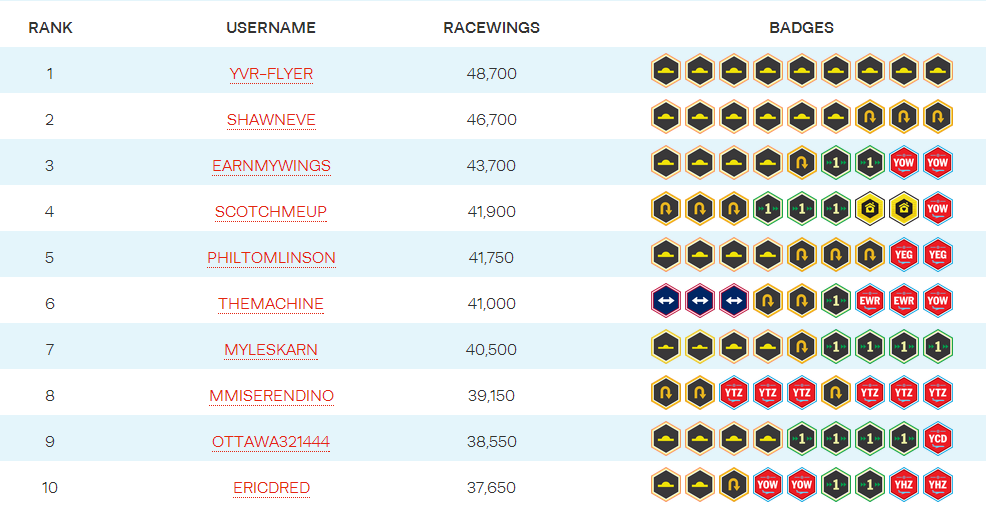 RANK USERNAME RACEWINGS BADGES
1 YVR-FLYER 48,700
2 SHAWNEVE 46,700
3 EARNMYWINGS 43,700 1 1 YOW YOW
4 SCOTCHMEUP 41,900 1 1 1 YOW
5 PHILTOMLINSON 41,750 YEG YEG
6 THEMACHINE 41,000 1 EWR EWR YOW
7 MYLESKARN 40,500 1 1 1 1
8 MMISERENDINO 39,150 YTZ YTZ YTZ YTZ YTZ YTZ
9 OTTAWA321444 38,550 1 1 1 1 YCD
10 ERICDRED 37,650 YOW YOW 1 1 YHZ YHZ